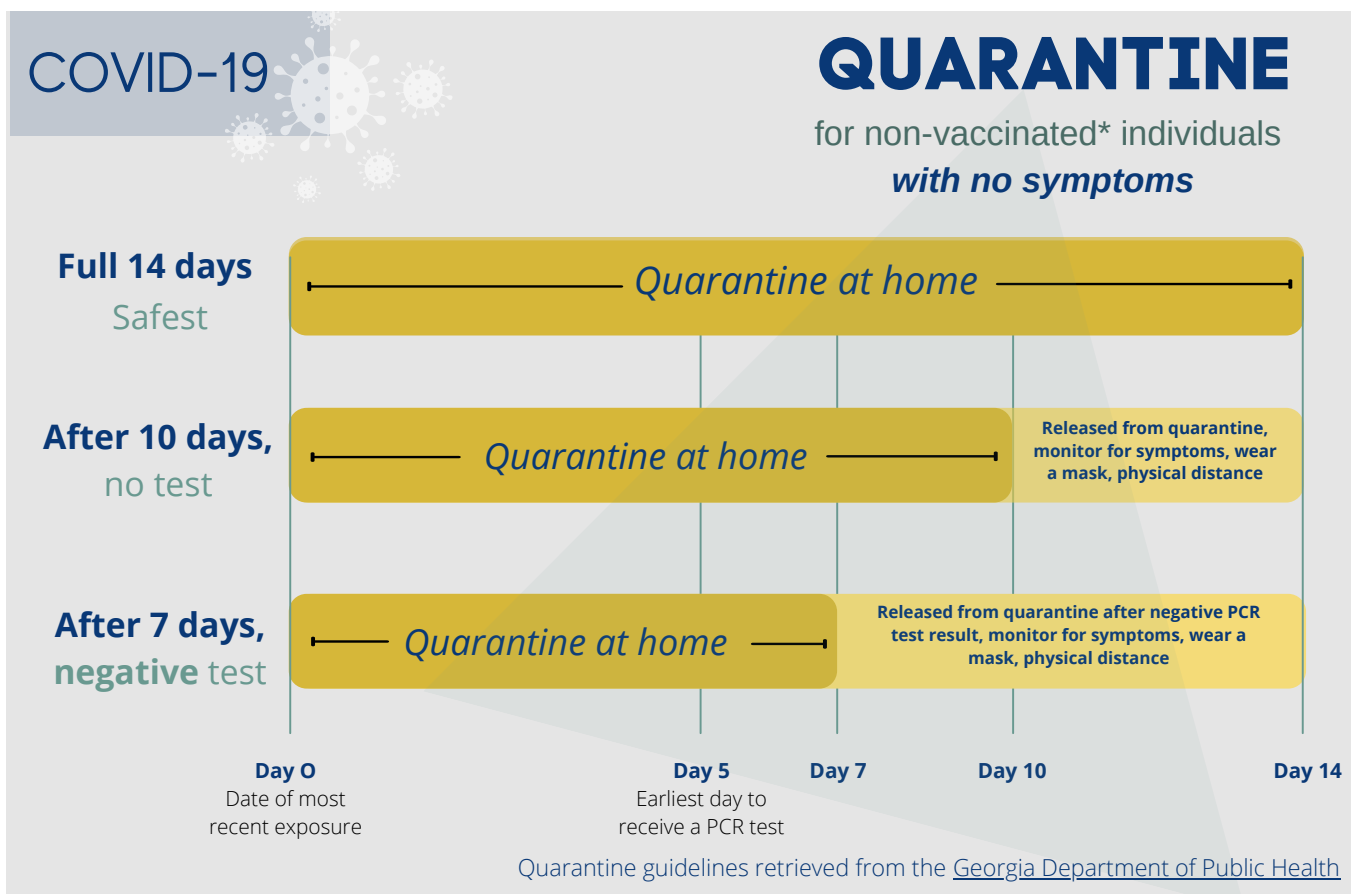 COVID-19
QUARANTINE
for non-vaccinated* individuals
with no symptoms
Full 14 days
Safest
Quarantine at home
After 10 days,
no test
Quarantine at home
Released from quarantine,
monitor for symptoms, wear
a mask, physical distance
After 7 days,
negative test
Quarantine at home
Released from quarantine after negative PCR
test result, monitor for symptoms, wear a
mask, physical distance
Day O
Date of most
recent exposure
Day 5
Earliest day to
receive a PCR test
Day 7
Day 10
Day 14
Quarantine guidelines retrieved from the Georgia Department of Public Health